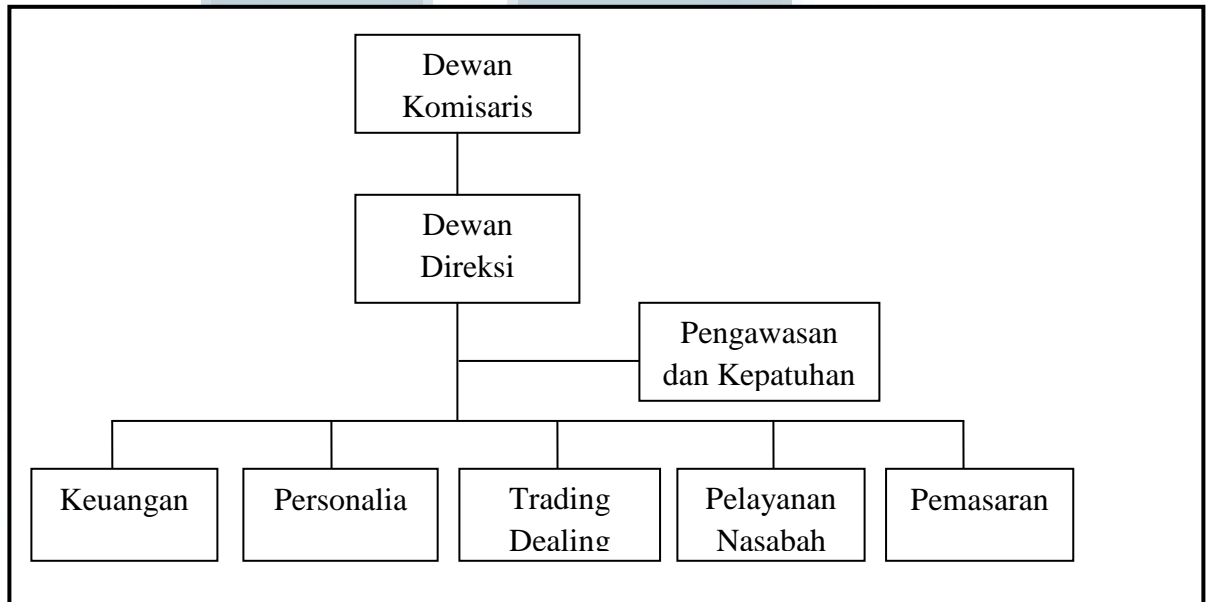 Dewan
Komisaris
Dewan
Direksi
Pengawasan
dan Kepatuhan
Keuangan
Personalia
Trading
Dealing
Pelayanan
Nasabah
Pemasaran